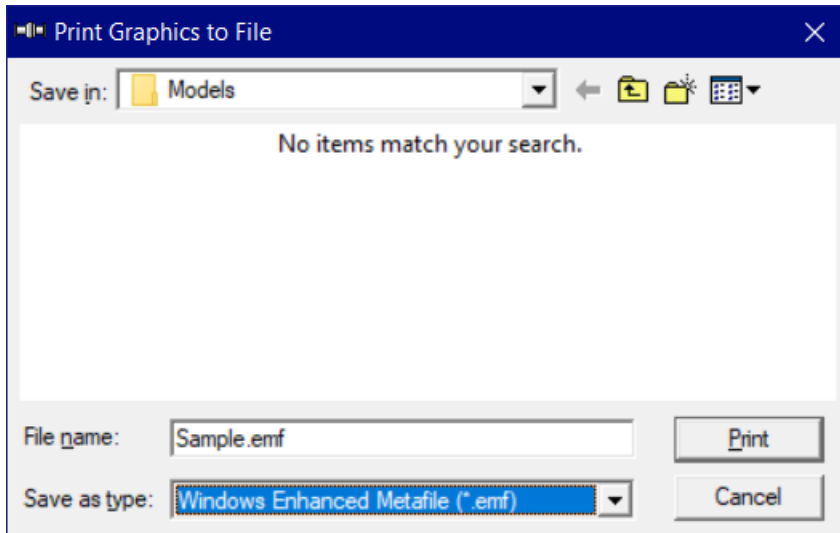 Print Graphics to File
Save in: Models
No items match your search.
File name: Sample.emf Print
Save as type: Windows Enhanced Metafile (*.emf) Cancel